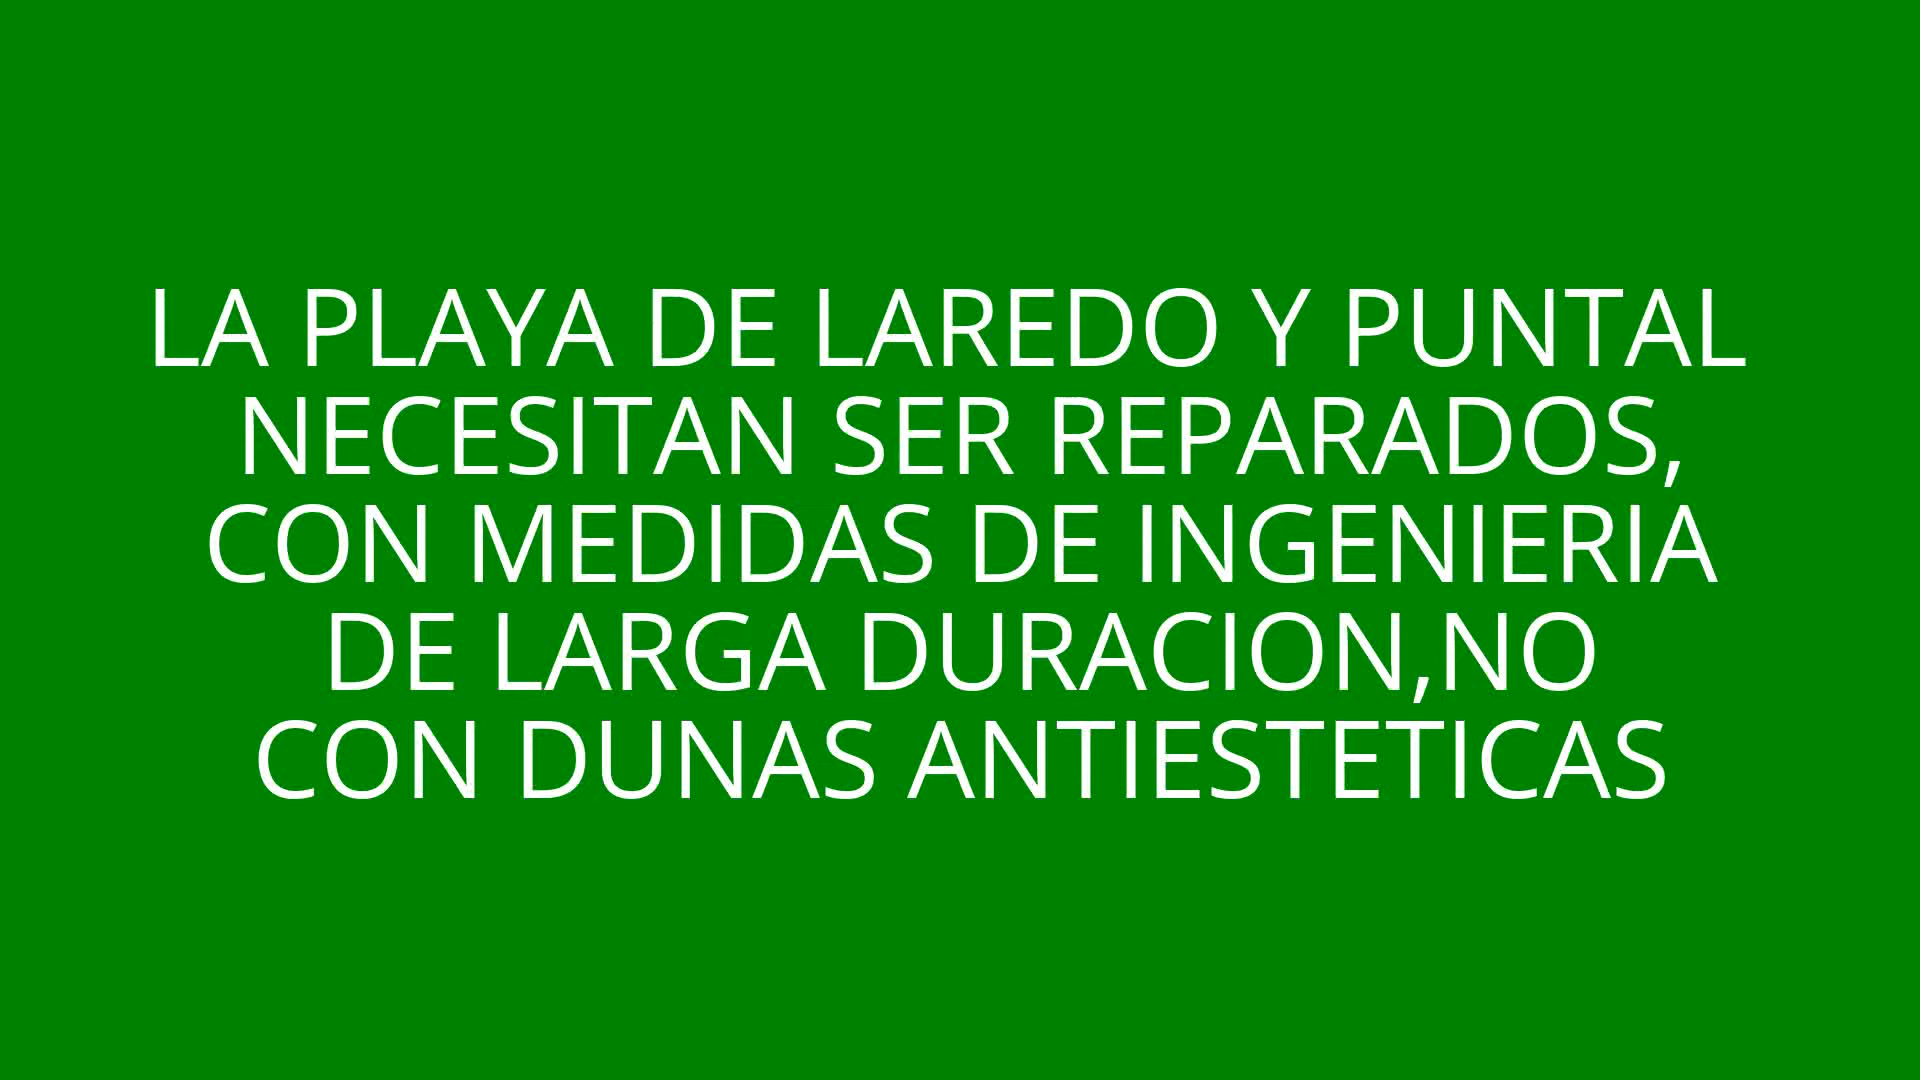 LA PLAYA DE LAREDO Y PUNTAL
NECESITAN SER REPARADOS,
CON MEDIDAS DE INGENIERIA
DE LARGA DURACION,NO
CON DUNAS ANTIESTETICAS